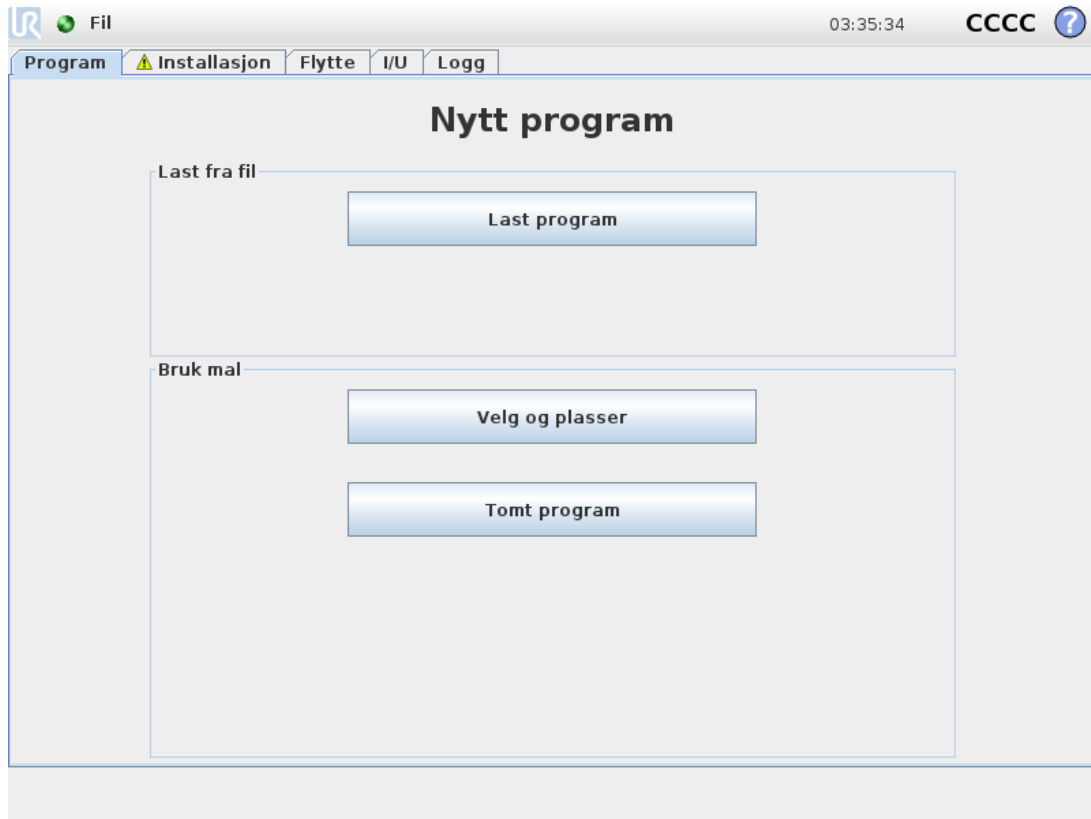 UR Fil 03:35:34 CCCC ?
Program Installasjon Flytte I/U Logg
Nytt program
Last fra fil
Last program
Bruk mal
Velg og plasser
Tomt program